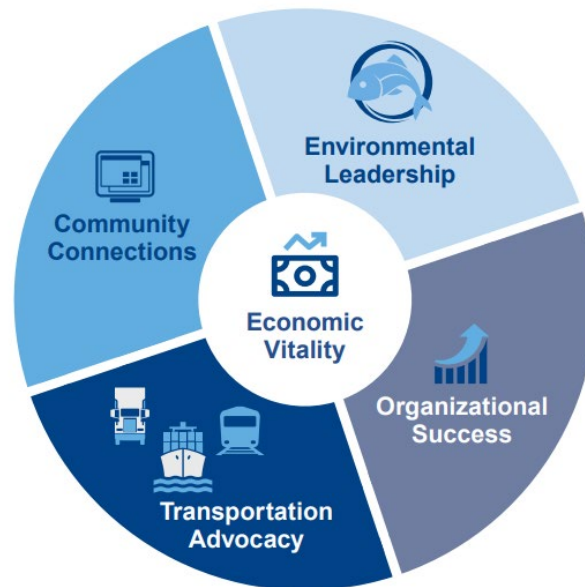 Environmental
Leadership
Community
Connections
Economic
Vitality
Organizational
Success
Transportation
Advocacy